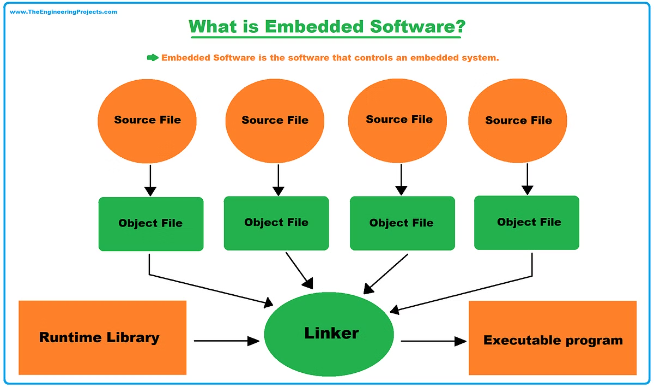 www.TheEngineeringProjects.com
What is Embedded Software?
Embedded Software is the software that controls an embedded system.
Source File
Source File
Source File
Source File
Object File
Object File
Object File
Object File
Runtime Library
Linker
Executable program